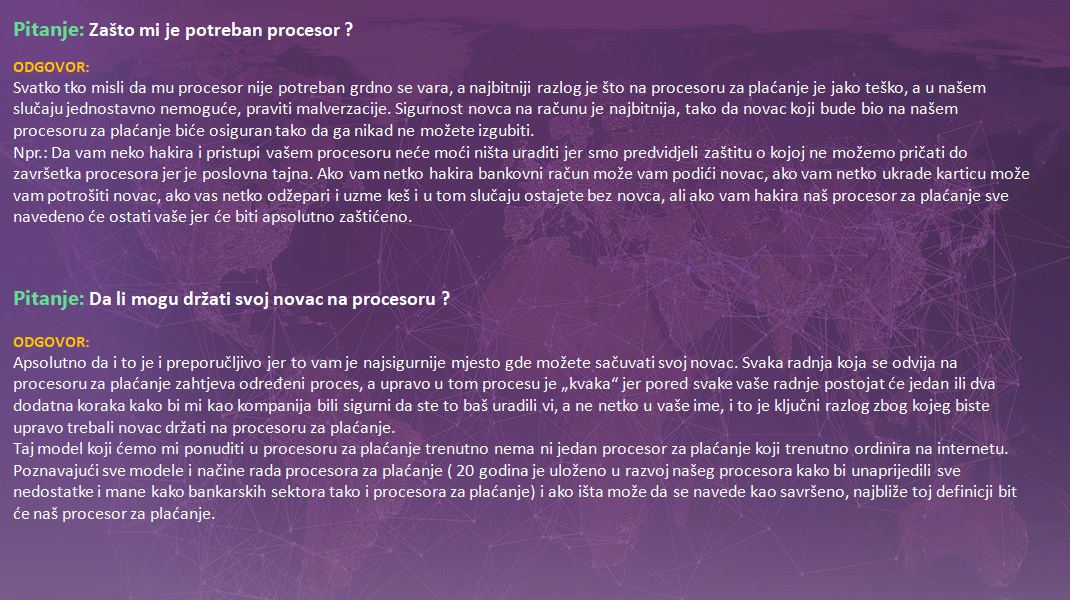 Pitanje: Zašto mi je potreban procesor ?
ODGOVOR:
Svatko tko misli da mu procesor nije potreban grdno se vara, a najbitniji razlog je što na procesoru za plaćanje je jako teško, a u našem
slučaju jednostavno nemoguće, praviti malverzacije. Sigurnost novca na računu je najbitnija, tako da novac koji bude bio na našem
procesoru za plaćanje biće osiguran tako da ga nikad ne možete izgubiti.
Npr.: Da vam neko hakira i pristupi vašem procesoru neće moći ništa uraditi jer smo predvidjeli zaštitu o kojoj ne možemo pričati do
završetka procesora jer je poslovna tajna. Ako vam netko hakira bankovni račun može vam podići novac, ako vam netko ukrade karticu može
vam potrošiti novac, ako vas netko odžepari i uzme keš i u tom slučaju ostajete bez novca, ali ako vam hakira naš procesor za plaćanje sve
navedeno će ostati vaše jer će biti apsolutno zaštićeno.
Pitanje: Da li mogu držati svoj novac na procesoru ?
ODGOVOR:
Apsolutno da i to je i preporučljivo jer to vam je najsigurnije mjesto gde možete sačuvati svoj novac. Svaka radnja koja se odvija na
procesoru za plaćanje zahtjeva određeni proces, a upravo u tom procesu je „kvaka“ jer pored svake vaše radnje postojat će jedan ili dva
dodatna koraka kako bi mi kao kompanija bili sigurni da ste to baš uradili vi, a ne netko u vaše ime, i to je ključni razlog zbog kojeg biste
upravo trebali novac držati na procesoru za plaćanje.
Taj model koji ćemo mi ponuditi u procesoru za plaćanje trenutno nema ni jedan procesor za plaćanje koji trenutno ordinira na internetu.
Poznavajući sve modele i načine rada procesora za plaćanje ( 20 godina je uloženo u razvoj našeg procesora kako bi unaprijedili sve
nedostatke i mane kako bankarskih sektora tako i procesora za plaćanje) i ako išta može da se navede kao savršeno, najbliže toj definicji bit
će naš procesor za plaćanje.